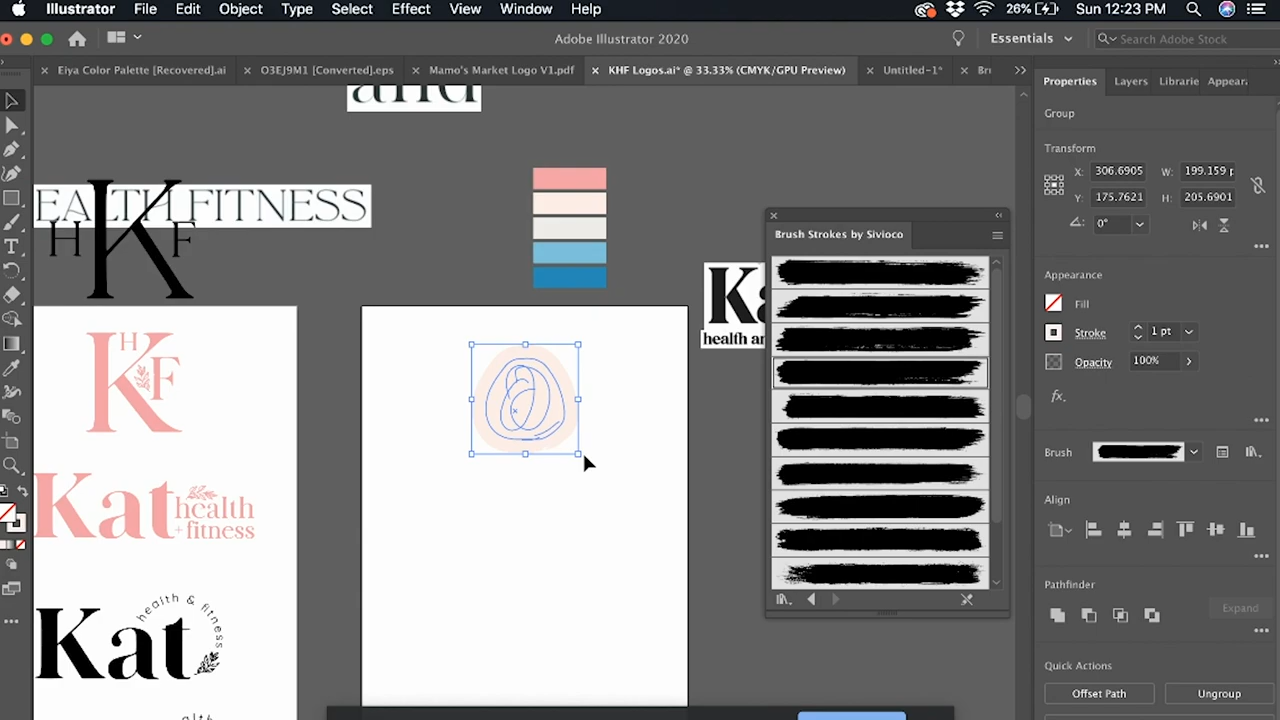 Illustrator File Edit Object Type Select Effect View Window Help 26% Sun 12:23 PM
Adobe Illustrator 2020 Essentials Search Adobe Stock
Eiya Color Palette [Recovered].ai O3EJ9M1 [Converted].eps Mamo's Market Logo V1.pdf KHF Logos.ai* @ 33.33% (CMYK/GPU Preview) Untitled-1* Bri
Properties Layers Librarie Appear
and
Group
Transform
X: 306.6905 W: 199.159 p
Y: 175.7621 H: 205.6901
0°
EALTH FITNESS
H K F
Brush Strokes by Sivioco
Appearance
Fill
Stroke 1 pt
Opacity 100%
fx.
Ka
health an
H
K F
Brush
Align
Kat health
+fitness
Pathfinder
Expand
health & fitness
Kat
Quick Actions
Offset Path Ungroup